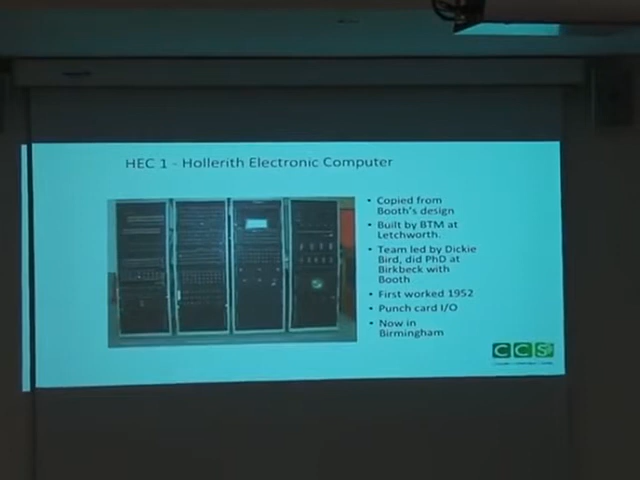 HEC 1 - Hollerith Electronic Computer
• Copied from
Booth's design
• Built by BTM at
Letchworth.
• Team led by Dickie
Bird, did PhD at
Birkbeck with
Booth
• First worked 1952
• Punch card I/O
• Now in
Birmingham
CCS